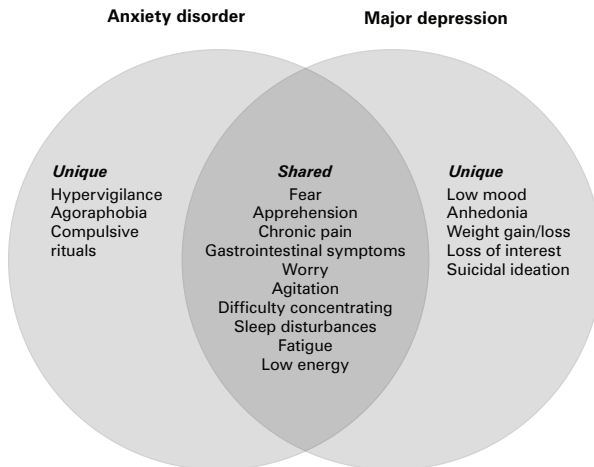 Anxiety disorder
Major depression
Unique
Hypervigilance
Agoraphobia
Compulsive
rituals
Shared
Fear
Apprehension
Chronic pain
Gastrointestinal symptoms
Worry
Agitation
Difficulty concentrating
Sleep disturbances
Fatigue
Low energy
Unique
Low mood
Anhedonia
Weight gain/loss
Loss of interest
Suicidal ideation